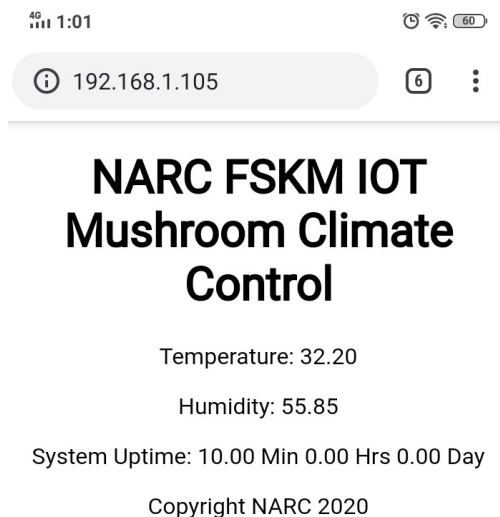 4G 1:01 60
192.168.1.105 6
NARC FSKM IOT
Mushroom Climate
Control
Temperature: 32.20
Humidity: 55.85
System Uptime: 10.00 Min 0.00 Hrs 0.00 Day
Copyright NARC 2020